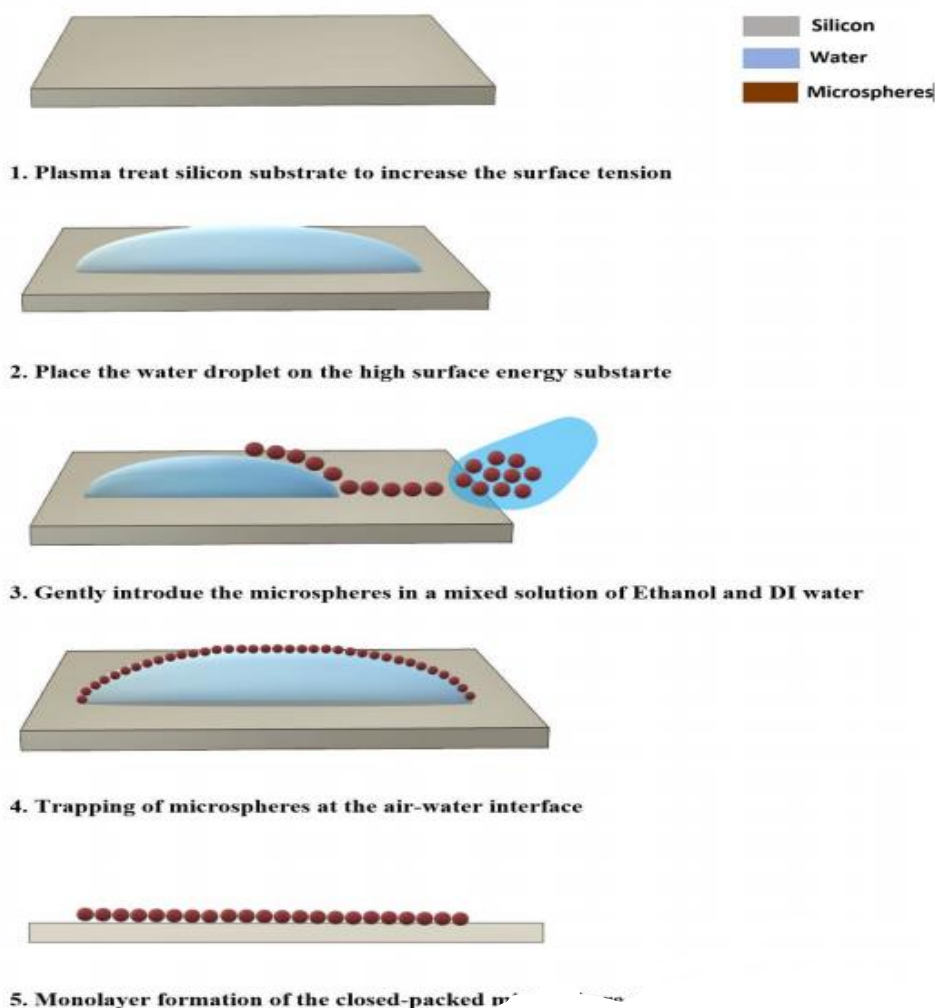 Silicon
Water
Microspheres
1. Plasma treat silicon substrate to increase the surface tension
2. Place the water droplet on the high surface energy substarte
3. Gently introdue the microspheres in a mixed solution of Ethanol and DI water
4. Trapping of microspheres at the air-water interface
5. Monolayer formation of the closed-packed